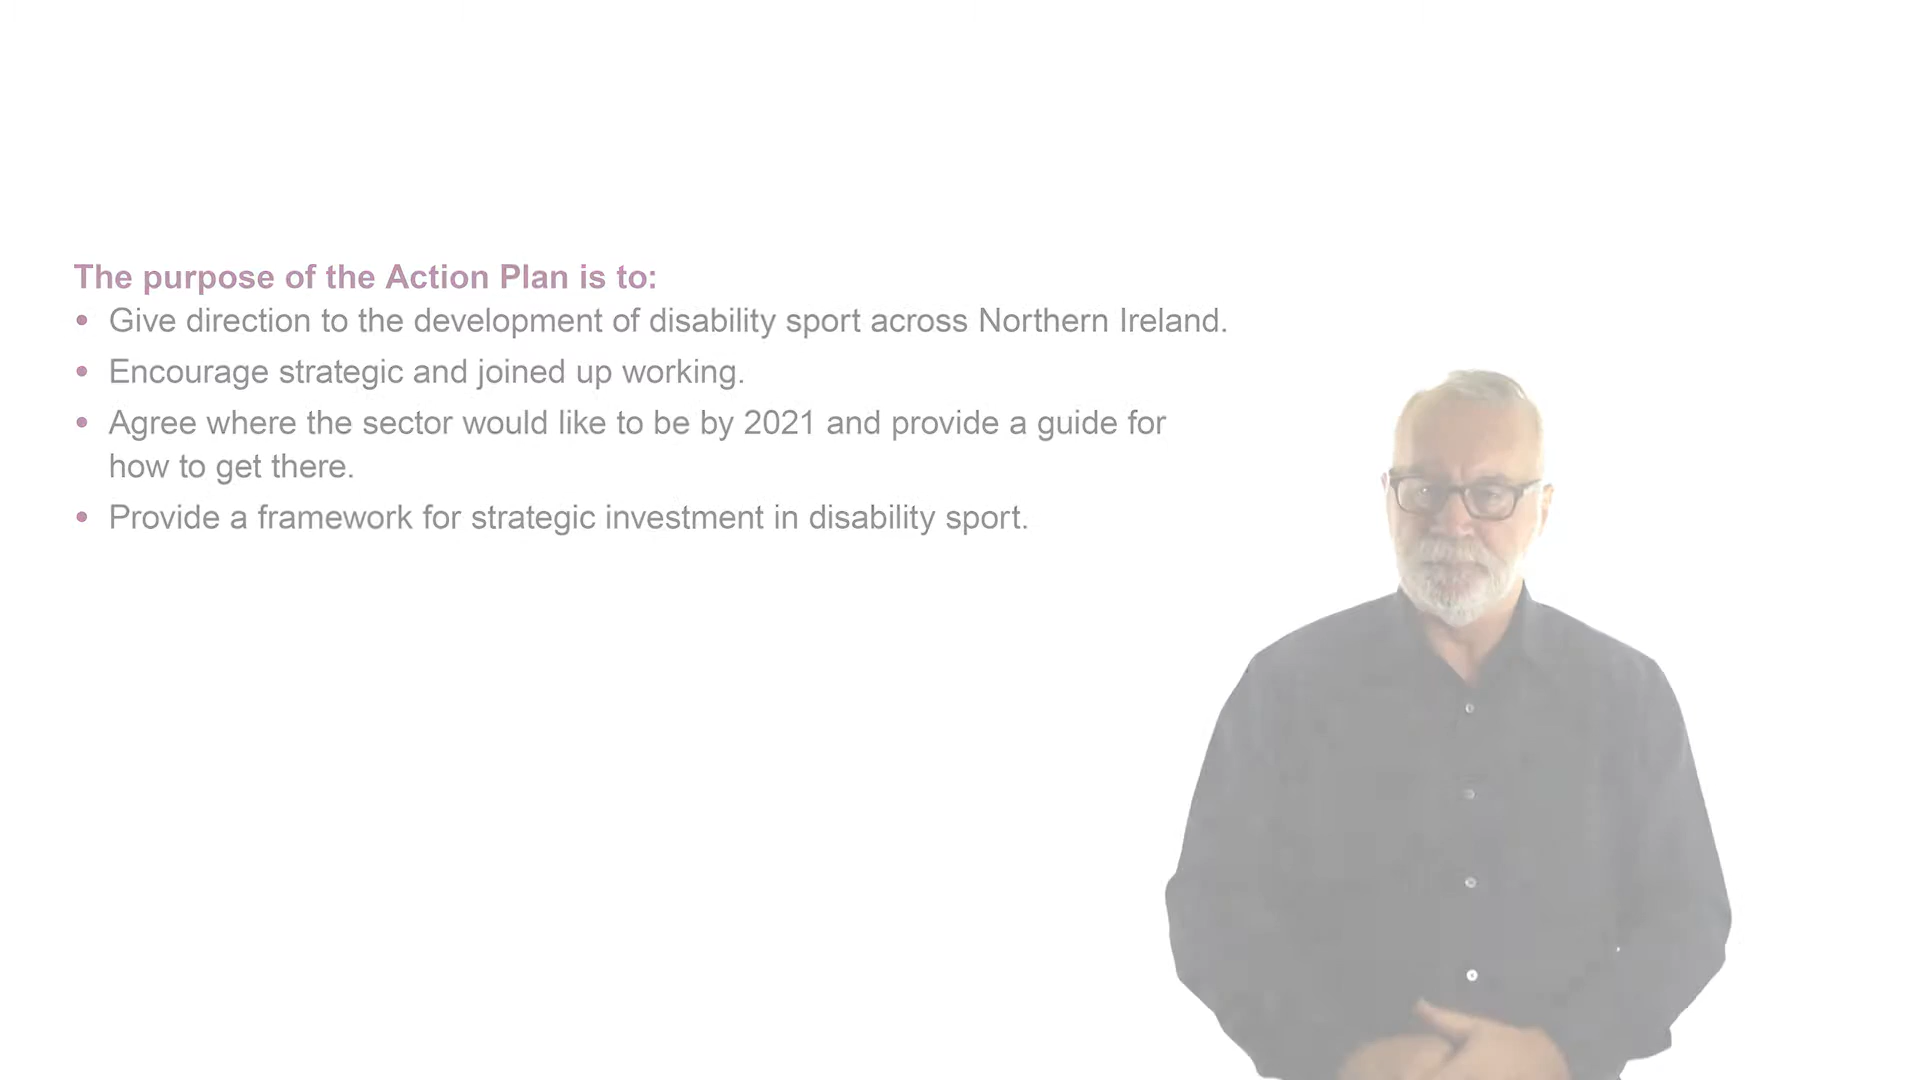 The purpose of the Action Plan is to:
• Give direction to the development of disability sport across Northern Ireland.
• Encourage strategic and joined up working.
• Agree where the sector would like to be by 2021 and provide a guide for
how to get there.
• Provide a framework for strategic investment in disability sport.